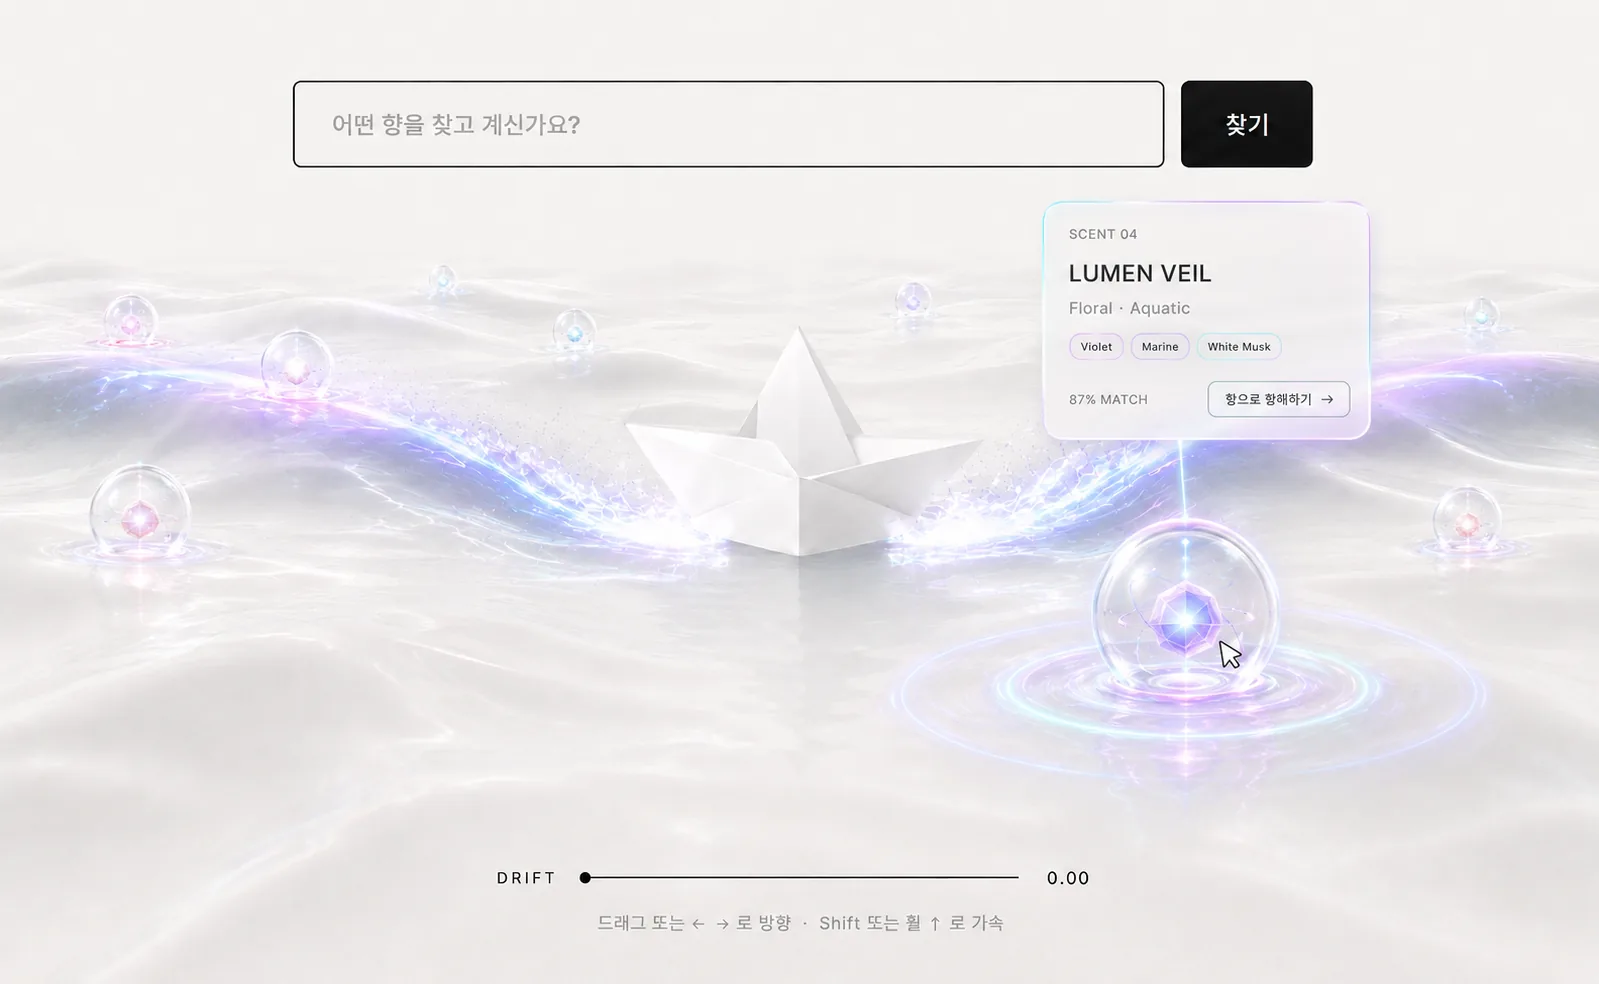 어떤 향을 찾고 계신가요?
찾기
SCENT 04
LUMEN VEIL
Floral · Aquatic
Violet
Marine
White Musk
87% MATCH
항으로 항해하기 →
DRIFT
0.00
드래그 또는 ← → 로 방향 · Shift 또는 휠 ↑ 로 가속